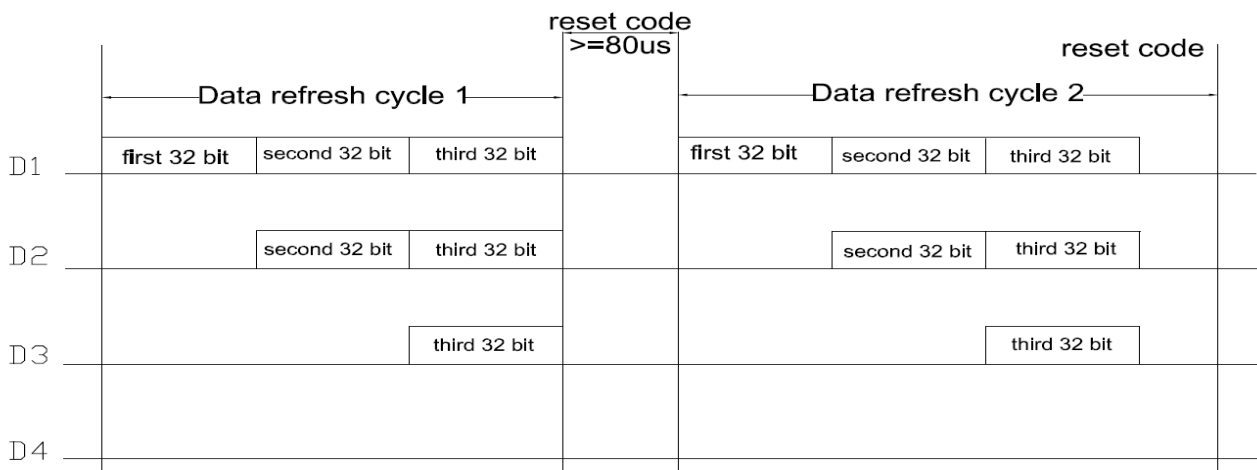 reset code
>=80us
reset code
Data refresh cycle 1
Data refresh cycle 2
D1 first 32 bit second 32 bit third 32 bit first 32 bit second 32 bit third 32 bit
D2 second 32 bit third 32 bit second 32 bit third 32 bit
D3 third 32 bit third 32 bit
D4